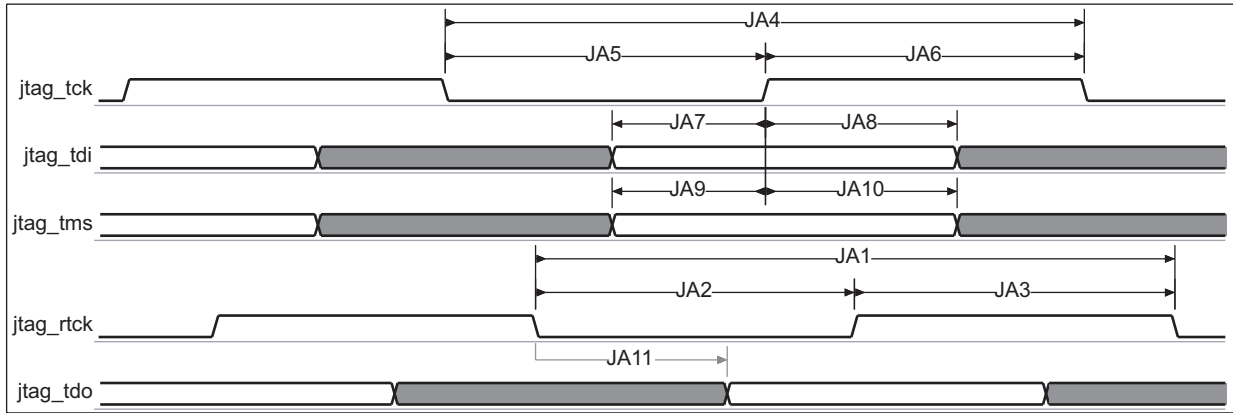 JA4
JA5 JA6
jtag_tck
JA7 JA8
jtag_tdi
JA9 JA10
jtag_tms
JA1
JA2 JA3
jtag_rtck
JA11
jtag_tdo